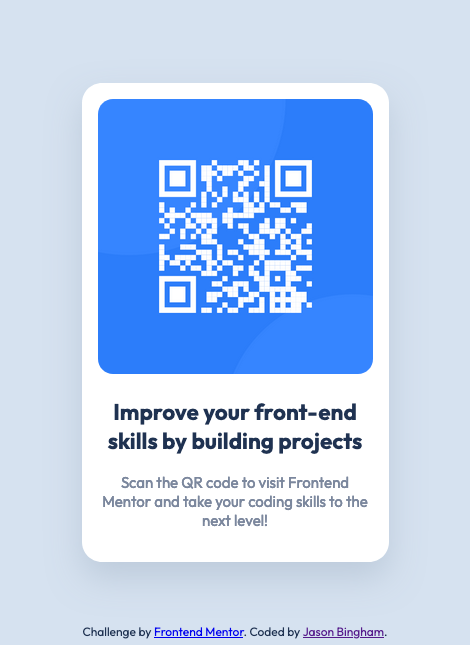 Improve your front-end
skills by building projects
Scan the QR code to visit Frontend
Mentor and take your coding skills to the
next level!
Challenge by Frontend Mentor. Coded by Jason Bingham.